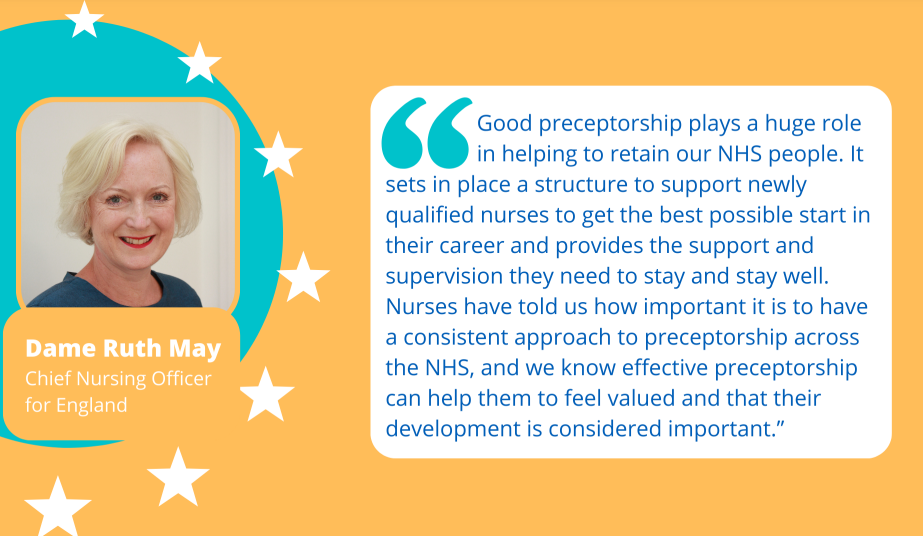 Good preceptorship plays a huge role
in helping to retain our NHS people. It
sets in place a structure to support newly
qualified nurses to get the best possible start in
their career and provides the support and
supervision they need to stay and stay well.
Nurses have told us how important it is to have
a consistent approach to preceptorship across
the NHS, and we know effective preceptorship
can help them to feel valued and that their
development is considered important.”
Dame Ruth May
Chief Nursing Officer
for England